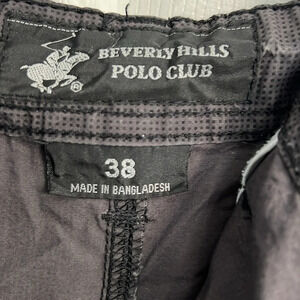 BEVERLY HILLS
POLO CLUB
®
38
MADE IN BANGLADESH